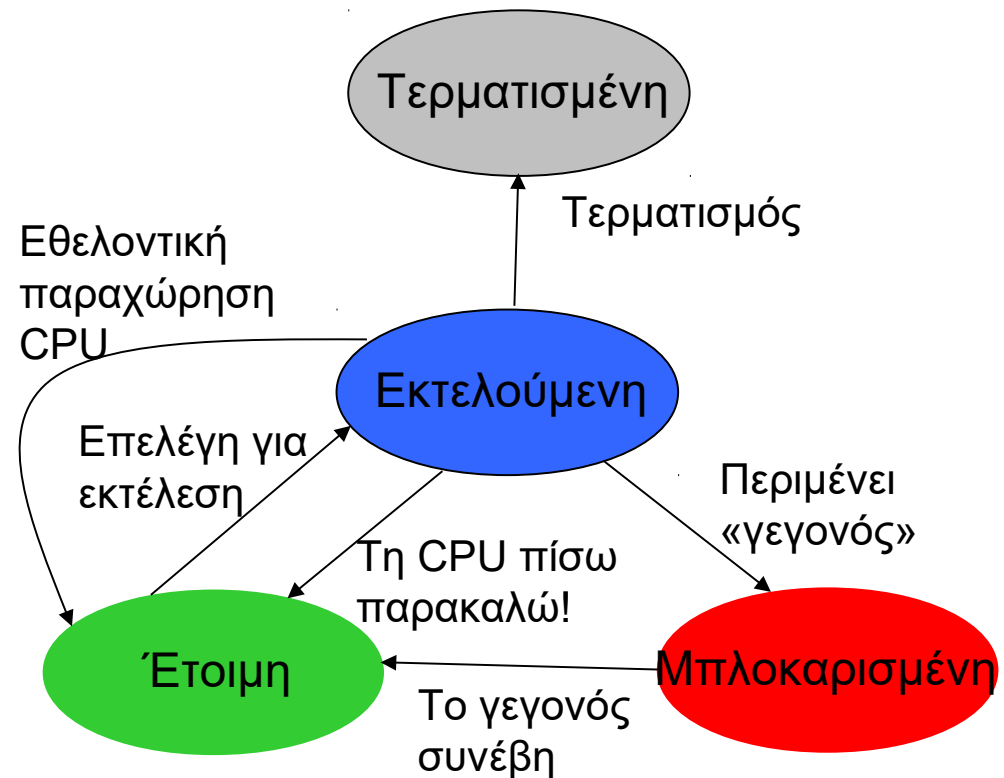 Τερματισμένη
Τερματισμός
Εθελοντική
παραχώρηση
CPU
Εκτελούμενη
Επελέγη για
εκτέλεση
Περιμένει
«γεγονός»
Τη CPU πίσω
παρακαλώ!
Έτοιμη
Μπλοκαρισμένη
Το γεγονός
συνέβη